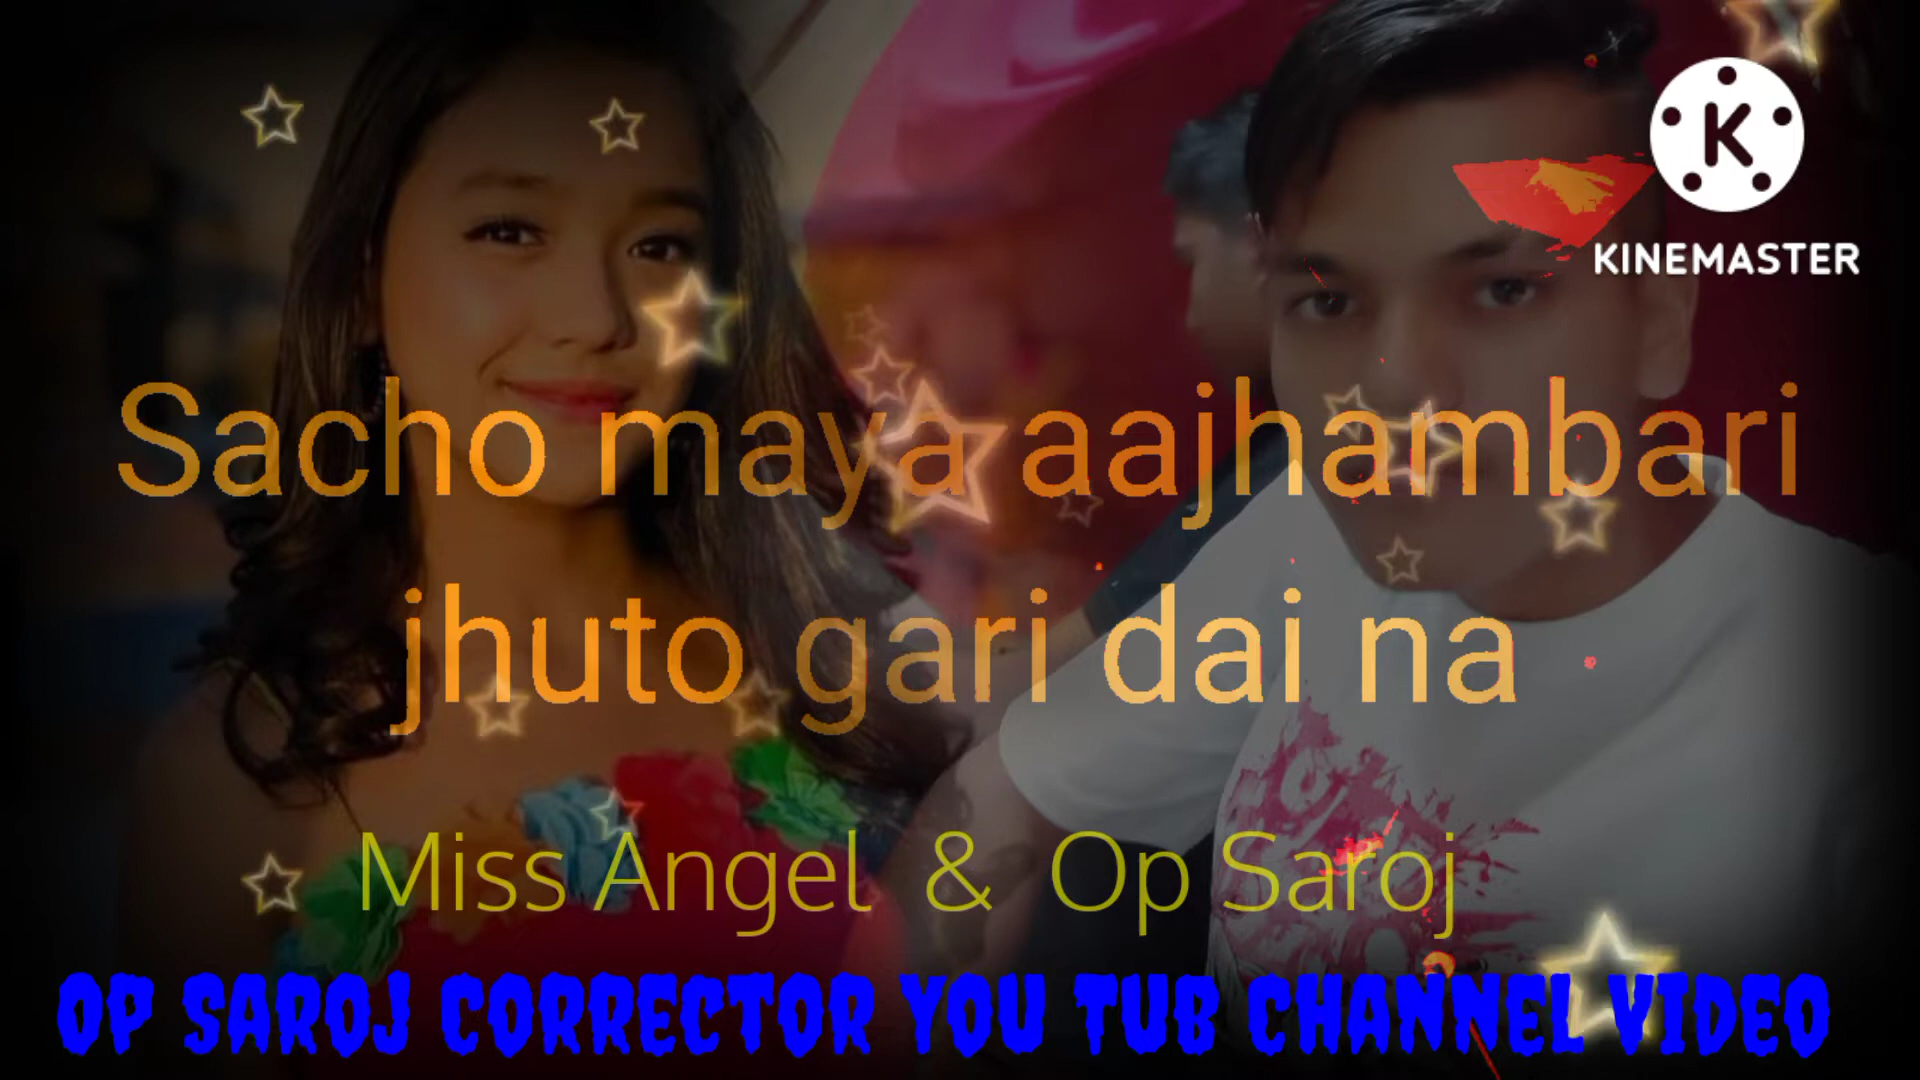 K
KINEMASTER
Sacho maya aajhambari
jhuto gari dai na
Miss Angel & Op Saroj
OP SAROJ CORRECTOR YOU TUB CHANNEL VIDEO